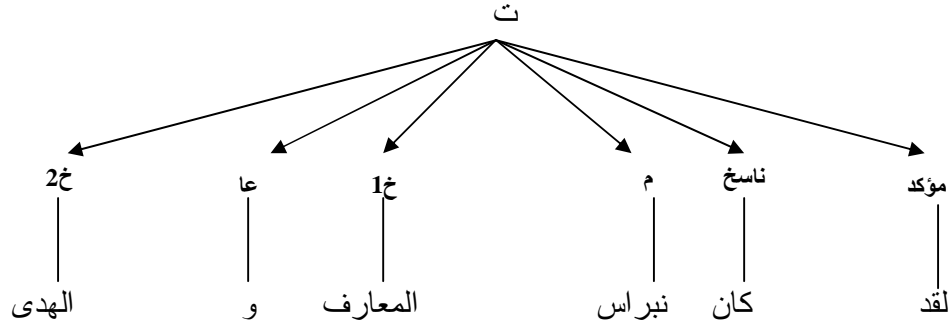 ت
مؤكد ناسخ م خ1 عا خ2
لقد كان نبراس المعارف و الهدى